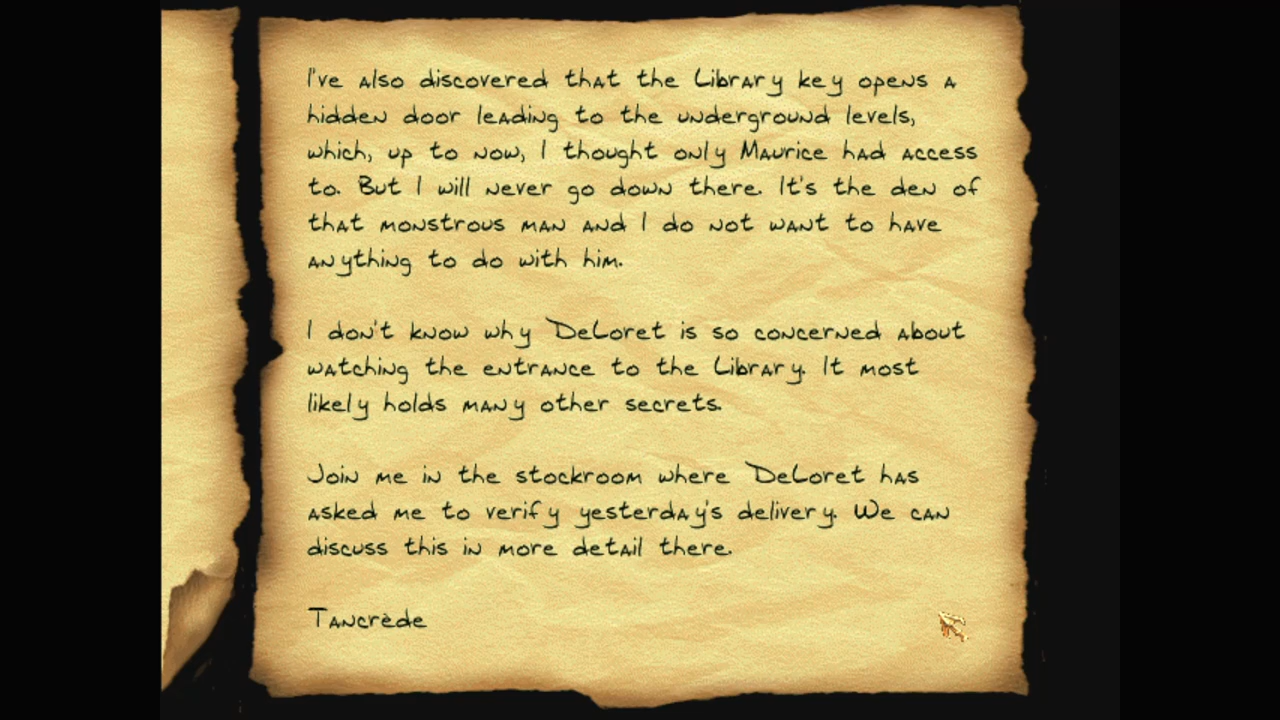 I've also discovered that the Library key opens a
hidden door leading to the underground levels,
which, up to now, I thought only Maurice had access
to. But I will never go down there. It's the den of
that monstrous man and I do not want to have
anything to do with him.
I don't know why DeLoret is so concerned about
watching the entrance to the Library. It most
likely holds many other secrets.
Join me in the stockroom where DeLoret has
asked me to verify yesterday's delivery. We can
discuss this in more detail there.
Tancrède